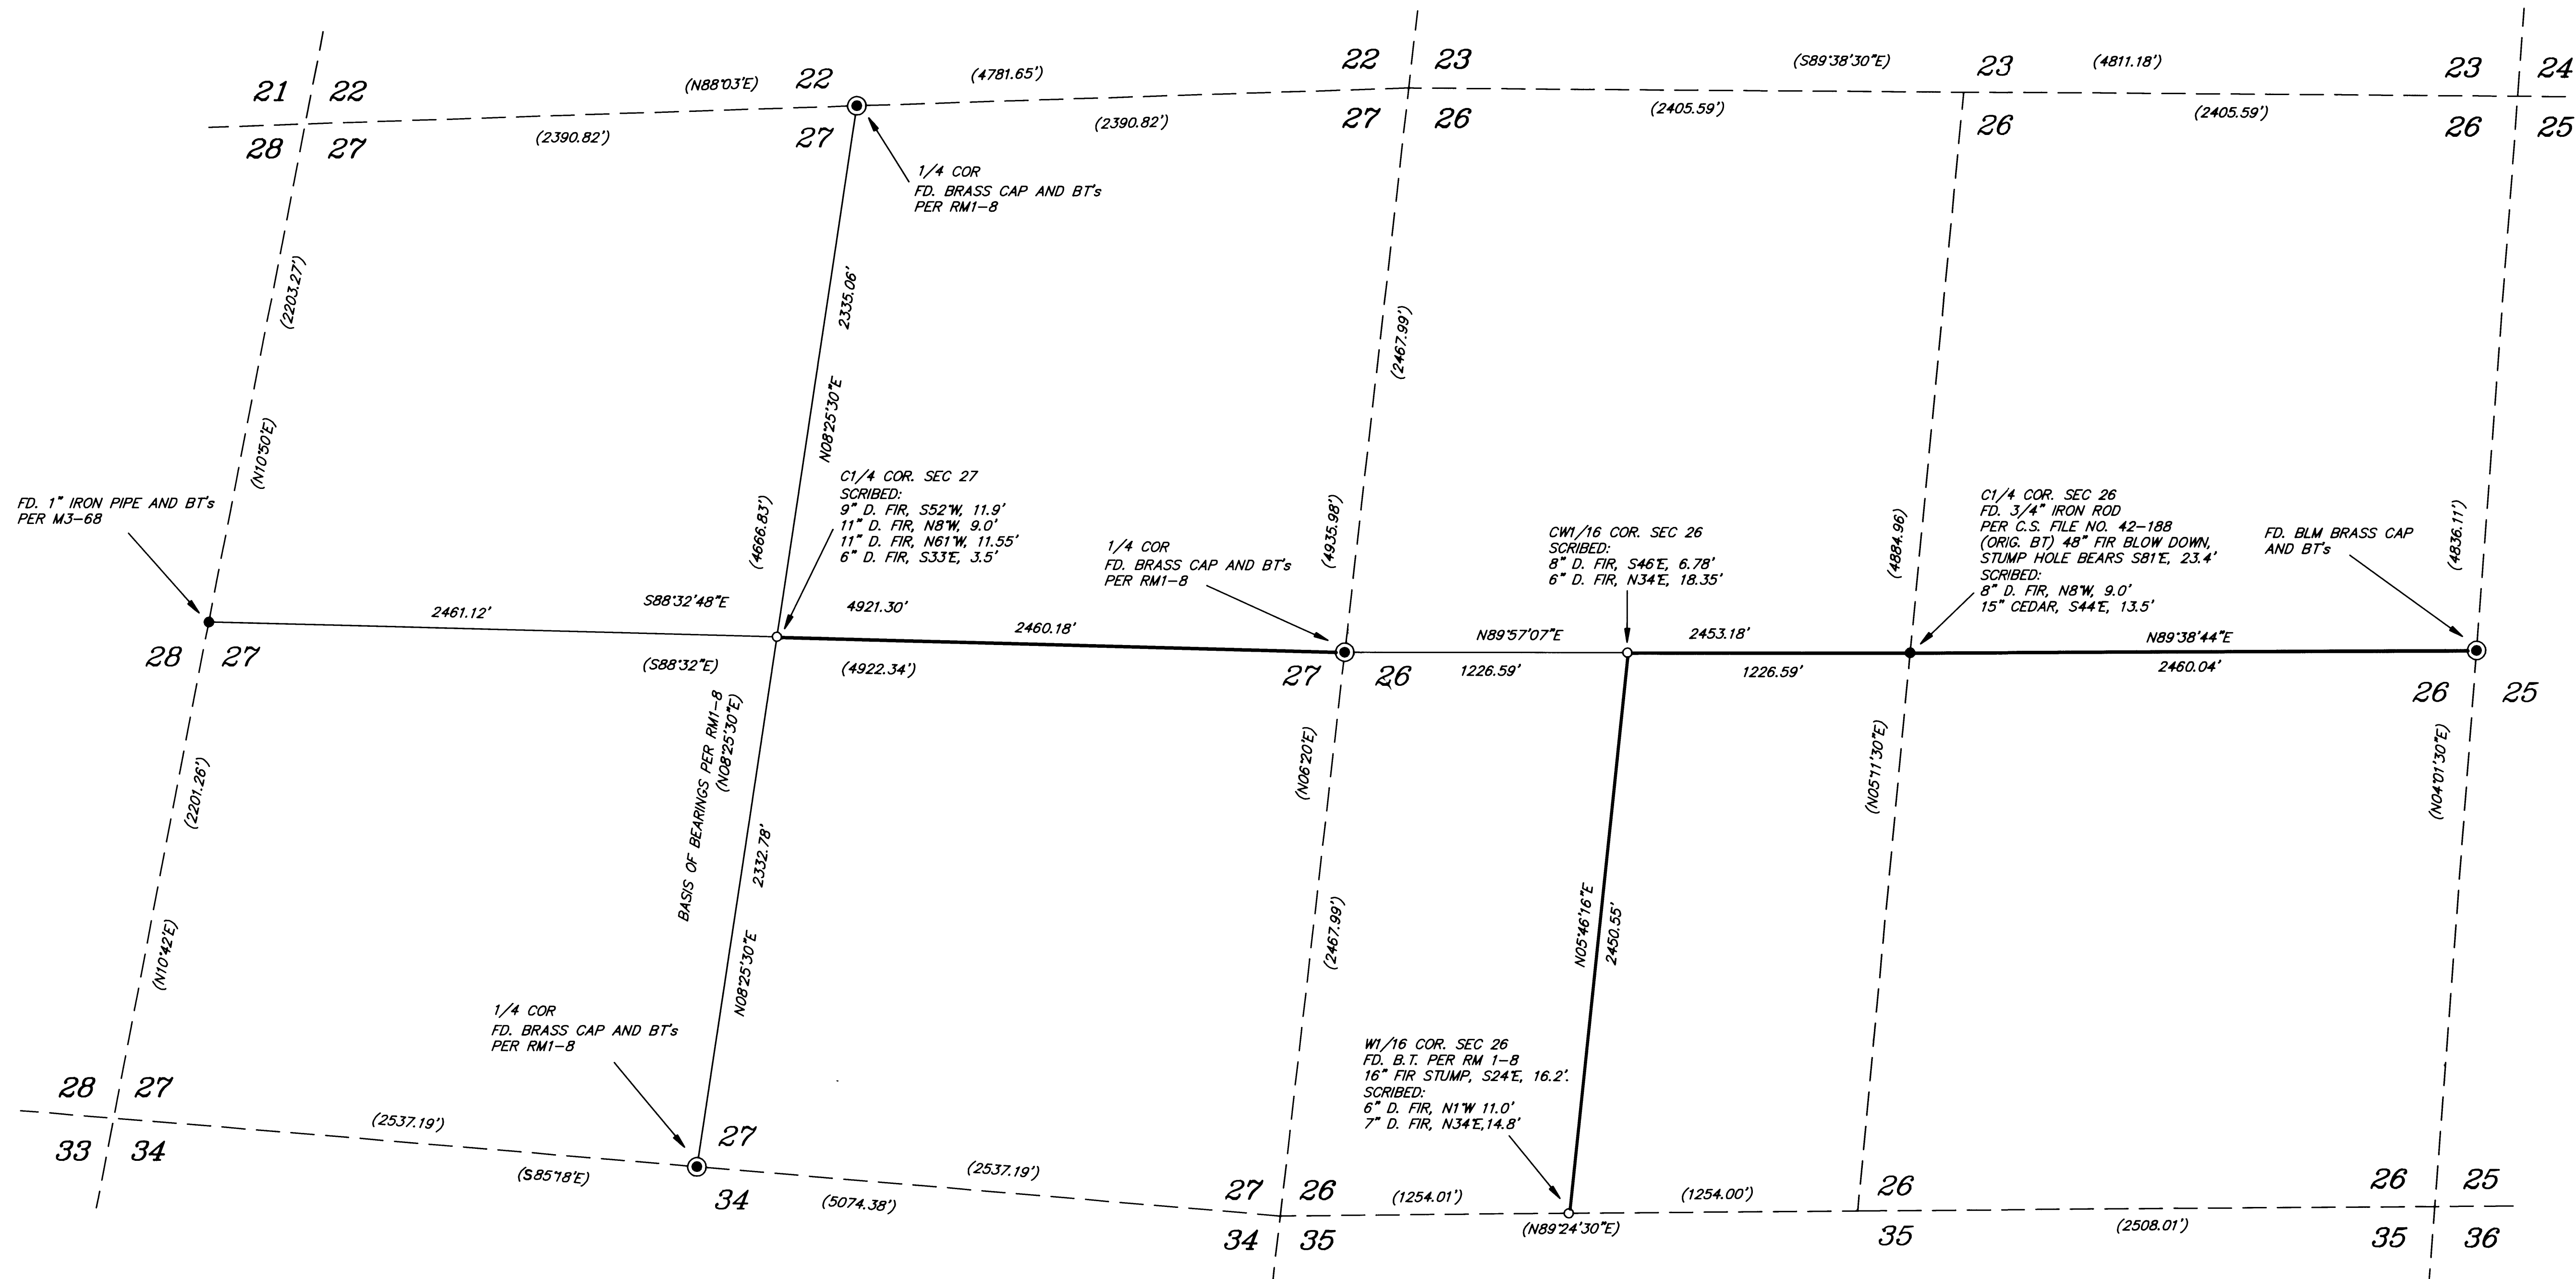 21
22
(N88°03'E)
22
(4781.65')
22
23
(S89°38'30"E)
23
(4811.18')
23
24
28
27
(2390.82')
27
(2390.82')
27
26
(2405.59')
26
(2405.59')
26
25
1/4 COR
FD. BRASS CAP AND BT's
PER RM1-8
(2203.27')
2335.06'
(2467.99')
(N10°50'E)
N08°25'30"E
FD. 1" IRON PIPE AND BT's
PER M3-68
(4666.83')
C1/4 COR. SEC 27
SCRIBED:
9" D. FIR, S52°W, 11.9'
11" D. FIR, N8°W, 9.0'
11" D. FIR, N61°W, 11.55'
6" D. FIR, S33°E, 3.5'
1/4 COR
FD. BRASS CAP AND BT's
PER RM1-8
(4935.98')
CW1/16 COR. SEC 26
SCRIBED:
8" D. FIR, S46°E, 6.78'
6" D. FIR, N34°E, 18.35'
(4884.96')
C1/4 COR. SEC 26
FD. 3/4" IRON ROD
PER C.S. FILE NO. 42-188
(ORIG. BT) 48" FIR BLOW DOWN,
STUMP HOLE BEARS S81°E, 23.4'
SCRIBED:
8" D. FIR, N8°W, 9.0'
15" CEDAR, S44°E, 13.5'
FD. BLM BRASS CAP
AND BT's
(4836.11')
2461.12'
S88°32'48"E
4921.30'
2460.18'
N89°57'07"E
2453.18'
N89°38'44"E
28
27
(S88°32"E)
(4922.34')
27
26
1226.59'
1226.59'
2460.04'
26
25
BASIS OF BEARINGS PER RM1-8
(N08°25'30"E)
(2201.26')
2332.78'
(N06°20'E)
(N05°11'30"E)
(N04°01'30"E)
(N10°42'E)
N08°25'30"E
(2467.99')
N05°46'16"E
2450.55'
1/4 COR
FD. BRASS CAP AND BT's
PER RM1-8
W1/16 COR. SEC 26
FD. B.T. PER RM 1-8
16" FIR STUMP, S24°E, 16.2'.
SCRIBED:
6" D. FIR, N1°W 11.0'
7" D. FIR, N34°E,14.8'
28
27
(2537.19')
27
(2537.19')
27
26
(1254.01')
(1254.00')
26
26
25
33
34
(S85°18'E)
34
(5074.38')
34
35
(N89°24'30"E)
35
(2508.01')
35
36